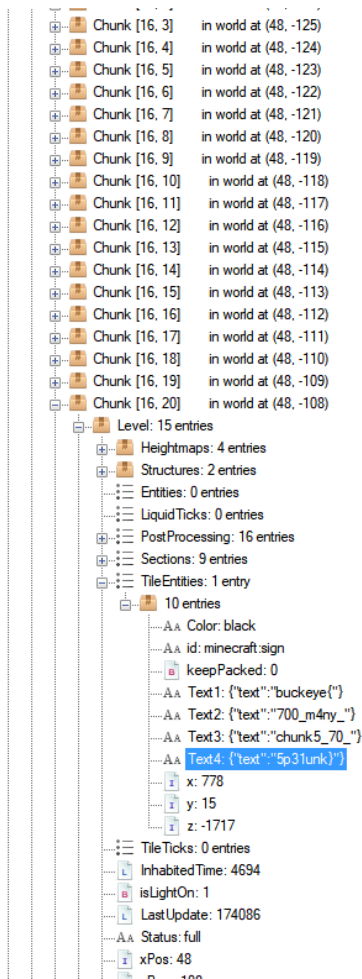 Chunk [16, 3] in world at (48, -125)
Chunk [16, 4] in world at (48, -124)
Chunk [16, 5] in world at (48, -123)
Chunk [16, 6] in world at (48, -122)
Chunk [16, 7] in world at (48, -121)
Chunk [16, 8] in world at (48, -120)
Chunk [16, 9] in world at (48, -119)
Chunk [16, 10] in world at (48, -118)
Chunk [16, 11] in world at (48, -117)
Chunk [16, 12] in world at (48, -116)
Chunk [16, 13] in world at (48, -115)
Chunk [16, 14] in world at (48, -114)
Chunk [16, 15] in world at (48, -113)
Chunk [16, 16] in world at (48, -112)
Chunk [16, 17] in world at (48, -111)
Chunk [16, 18] in world at (48, -110)
Chunk [16, 19] in world at (48, -109)
Chunk [16, 20] in world at (48, -108)
Level: 15 entries
Heightmaps: 4 entries
Structures: 2 entries
Entities: 0 entries
LiquidTicks: 0 entries
PostProcessing: 16 entries
Sections: 9 entries
TileEntities: 1 entry
10 entries
Color: black
id: minecraft:sign
keepPacked: 0
Text1: {"text":"buckeye{"}
Text2: {"text":"700_m4ny_"}
Text3: {"text":"chunk5_70_"}
Text4: {"text":"5p31unk}"}
x: 778
y: 15
z: -1717
TileTicks: 0 entries
InhabitedTime: 4694
isLightOn: 1
LastUpdate: 174086
Status: full
xPos: 48